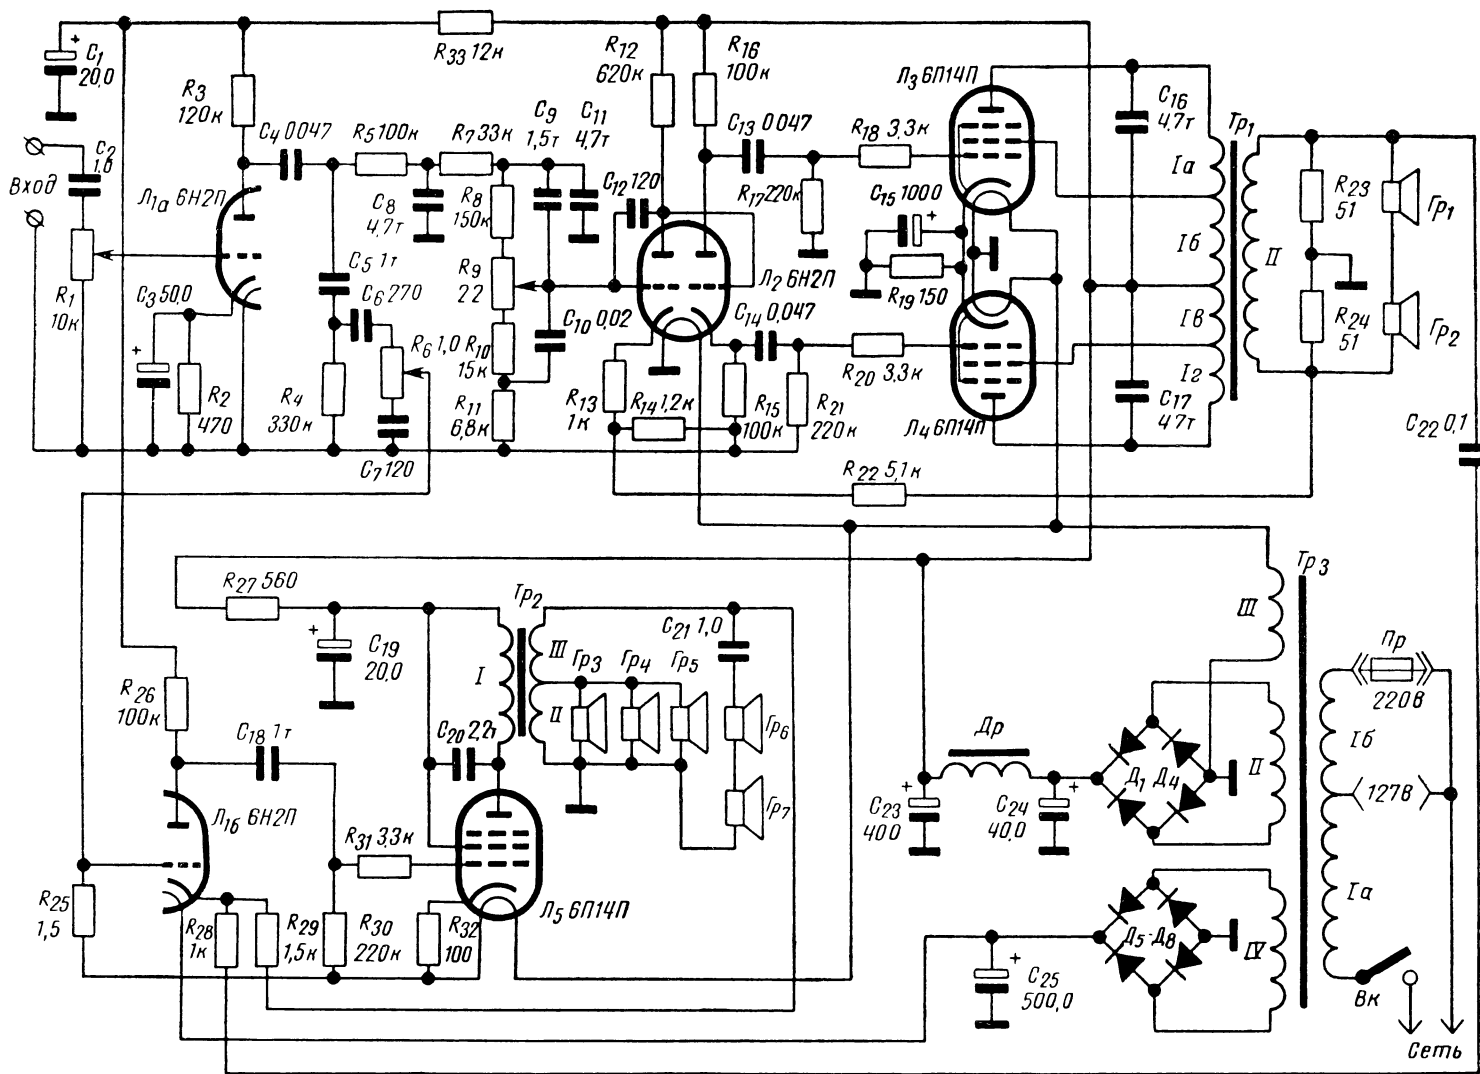 C1
20,0
R33 12к
R12
620к
R16
100к
Л3 6П14П
R3
120к
C4 0047
R5 100к
R7 33к
C9
1,5т
C11
4,7т
C13 0047
R18 3,3к
C16
4,7т
Тр1
C2
1,0
Вход
Л1а 6Н2П
C8
4,7т
R8
150к
C12 120
R17 220к
C15 100 0
+
Iа
R23
51
Гр1
C5 1т
C6 270
R9
22
Л2 6Н2П
R19 150
Iб
II
R1
10к
C3 50,0
+
R6 1,0
R10
15к
C10 0,02
C14 0,047
Iв
R24
51
Гр2
R2
470
R4
330к
R11
6,8к
R13
1к
R14 1,2к
R15
100к
R21
220к
R20 3,3к
Л4 6П14П
Iг
C17
4,7т
C7 120
C22 0,1
R22 5,1к
R27 560
Тр2
Тр3
+
C19
20,0
I
III
II
Гр3
Гр4
Гр5
C21 1,0
III
Пр
220В
R26
100к
C18 1т
C20 2,2т
Гр6
Гр7
Др
+
C23
40 0
C24
40,0
+
Д1
Д4
II
Iб
127В
Л1б 6Н2П
R31 3,3к
Л5 6П14П
Iа
R25
1,5
R28
1к
R29
1,5к
R30
220к
R32
100
+
C25
500,0
Д5-Д8
IV
Вк
Сеть